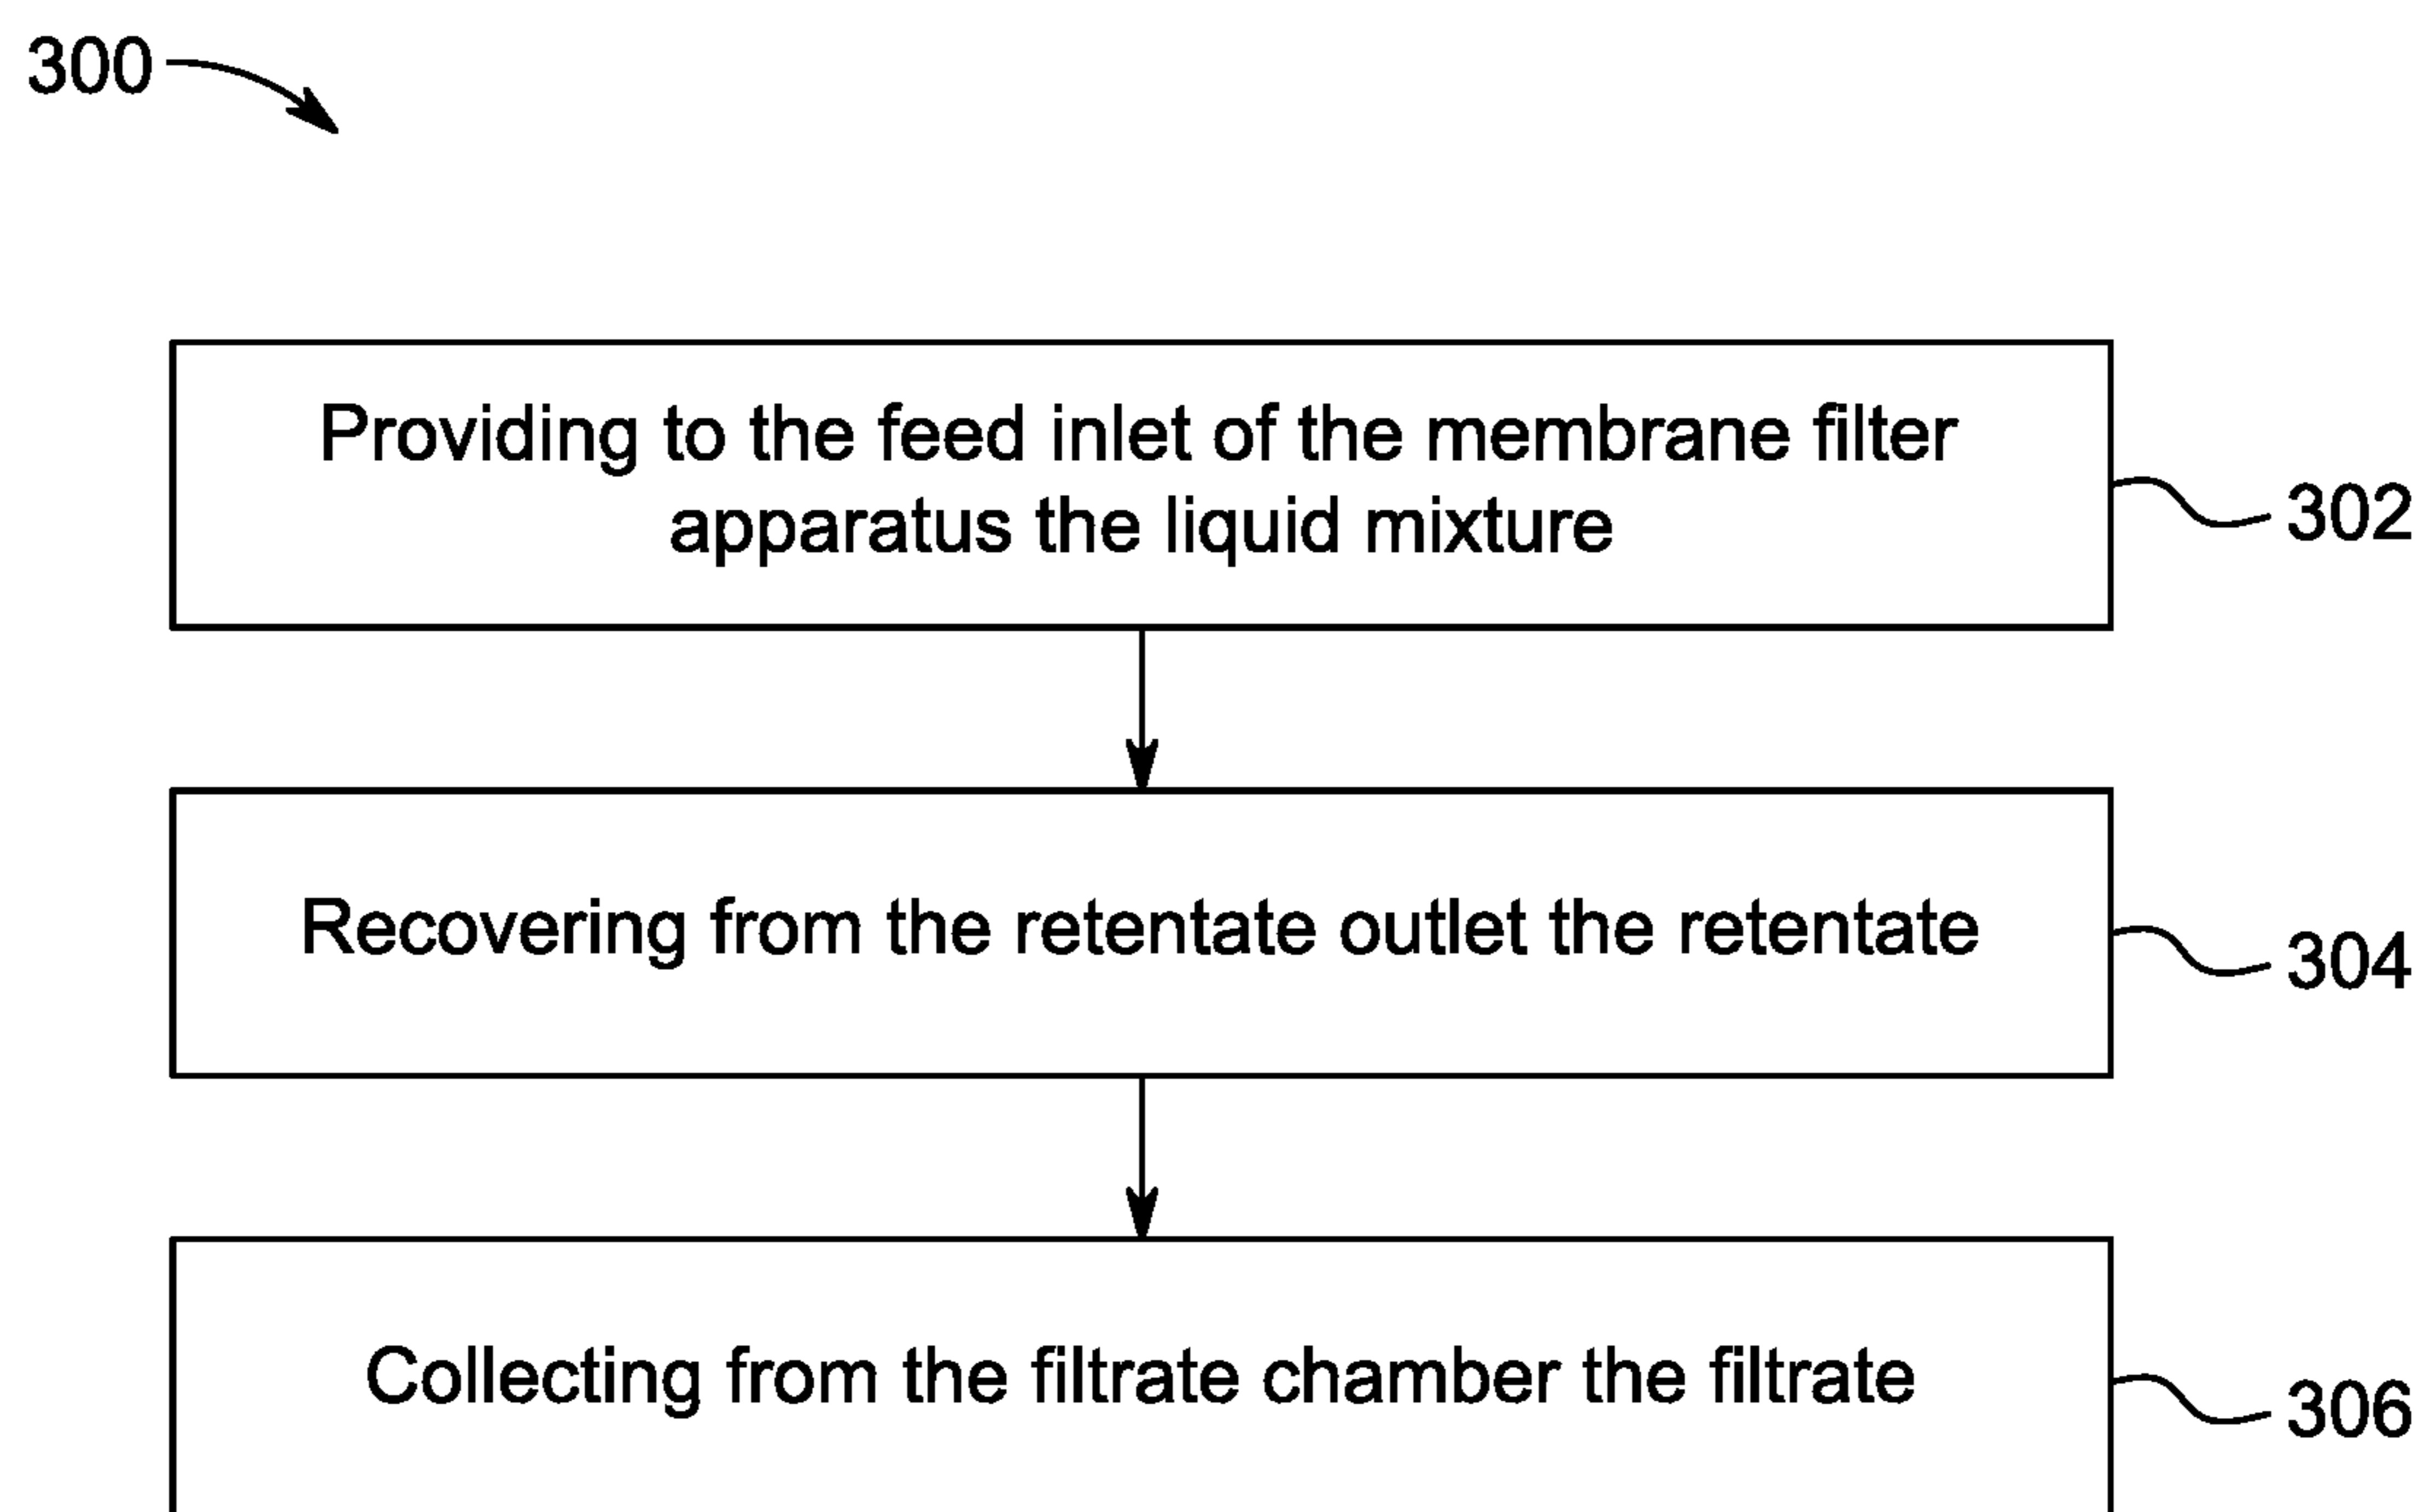 300
Providing to the feed inlet of the membrane filter
apparatus the liquid mixture
302
Recovering from the retentate outlet the retentate
304
Collecting from the filtrate chamber the filtrate
306